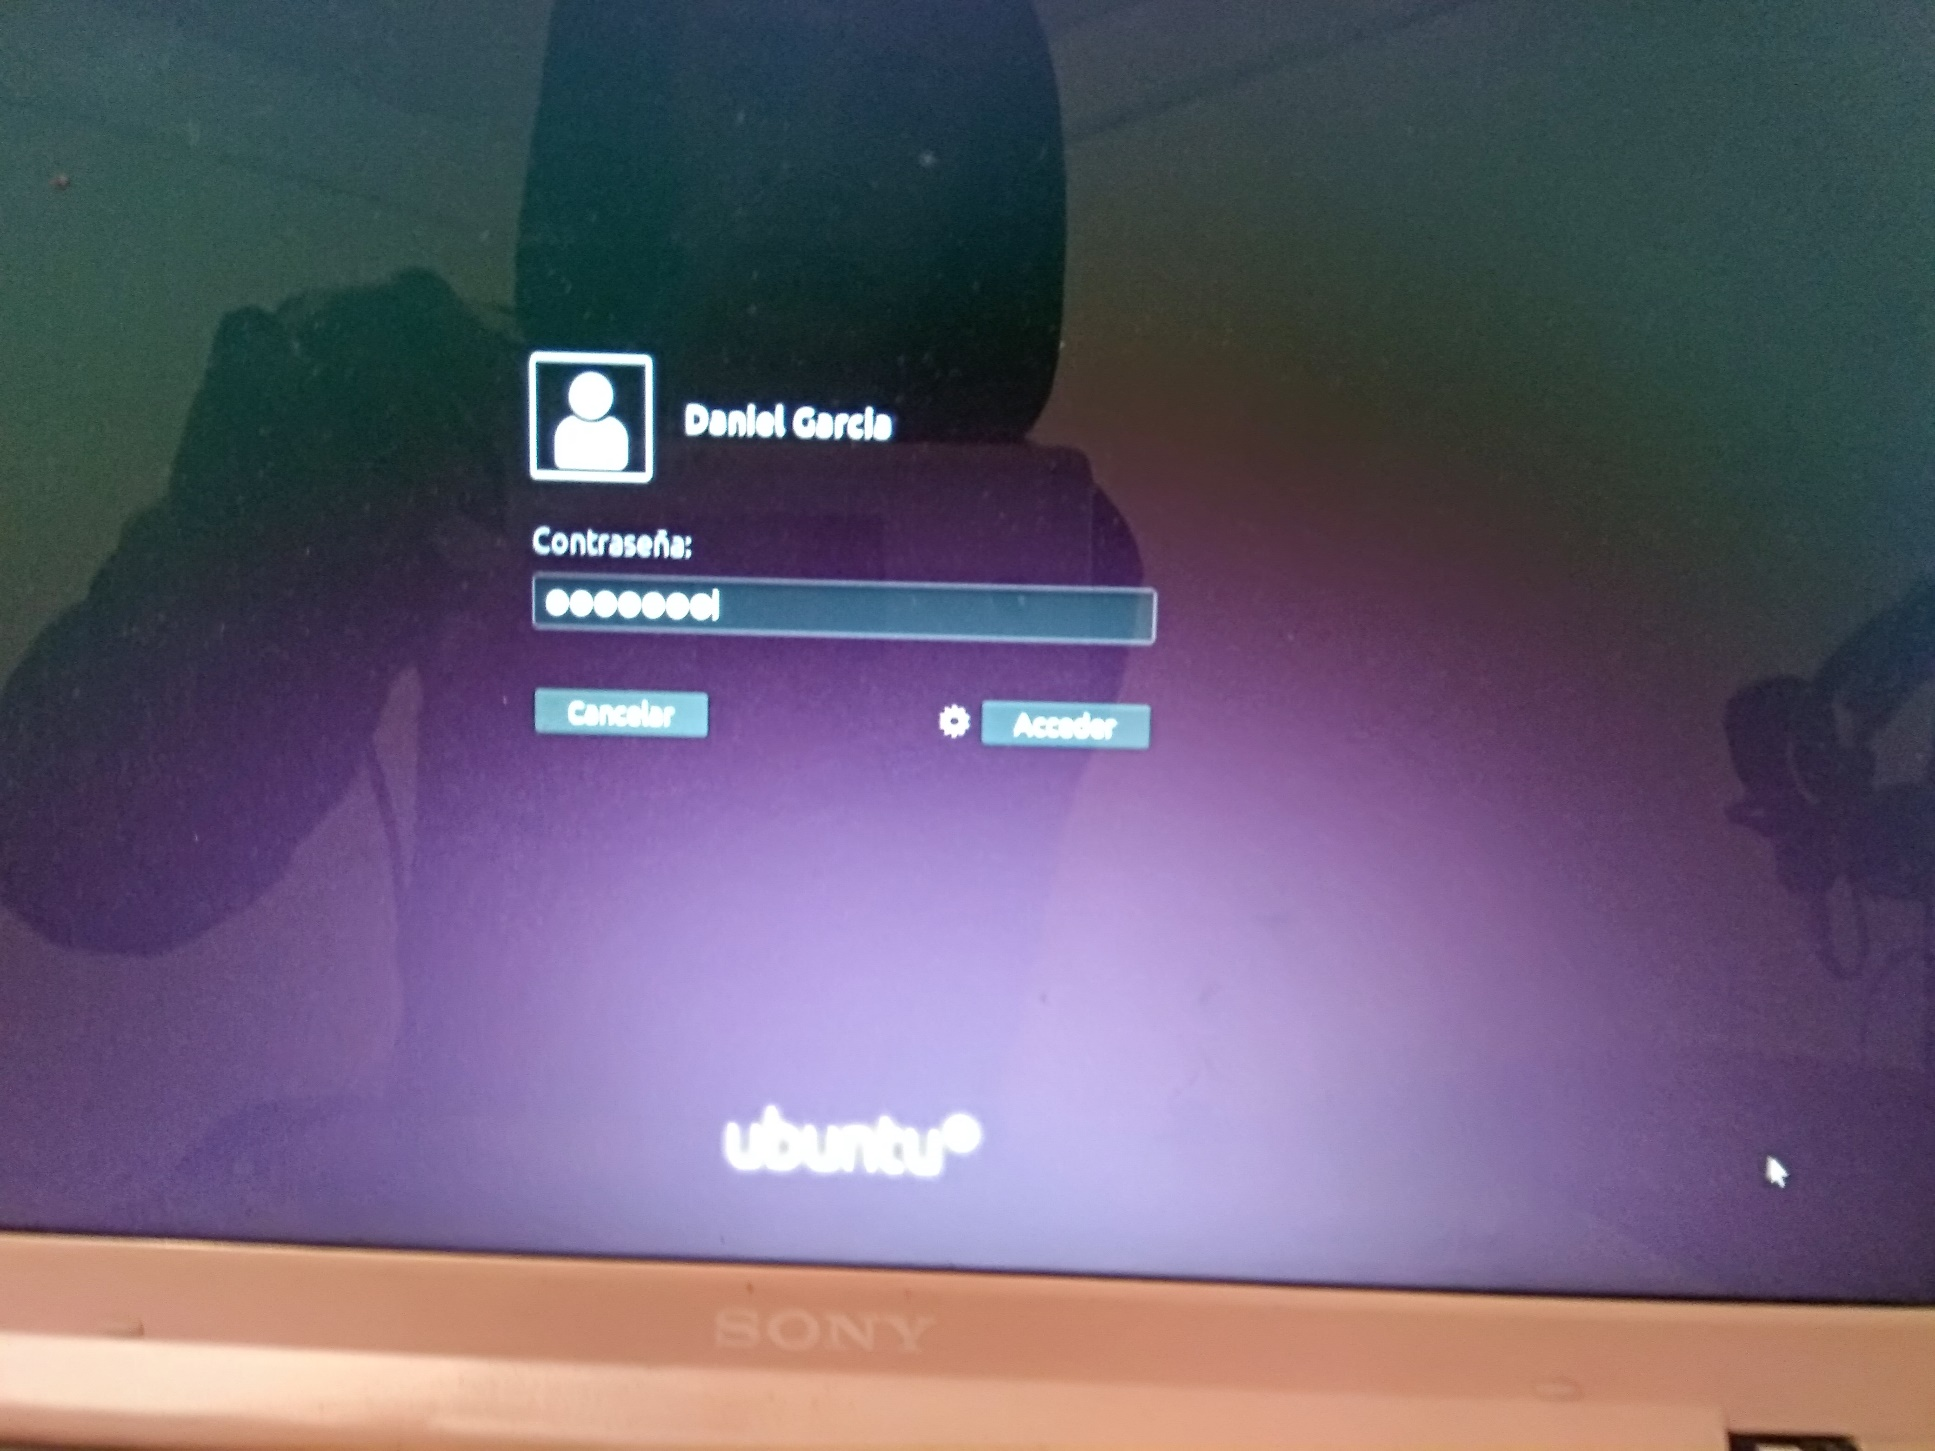 Daniel Garcia
Contraseña:
Cancelar
Acceder
ubuntu
SONY